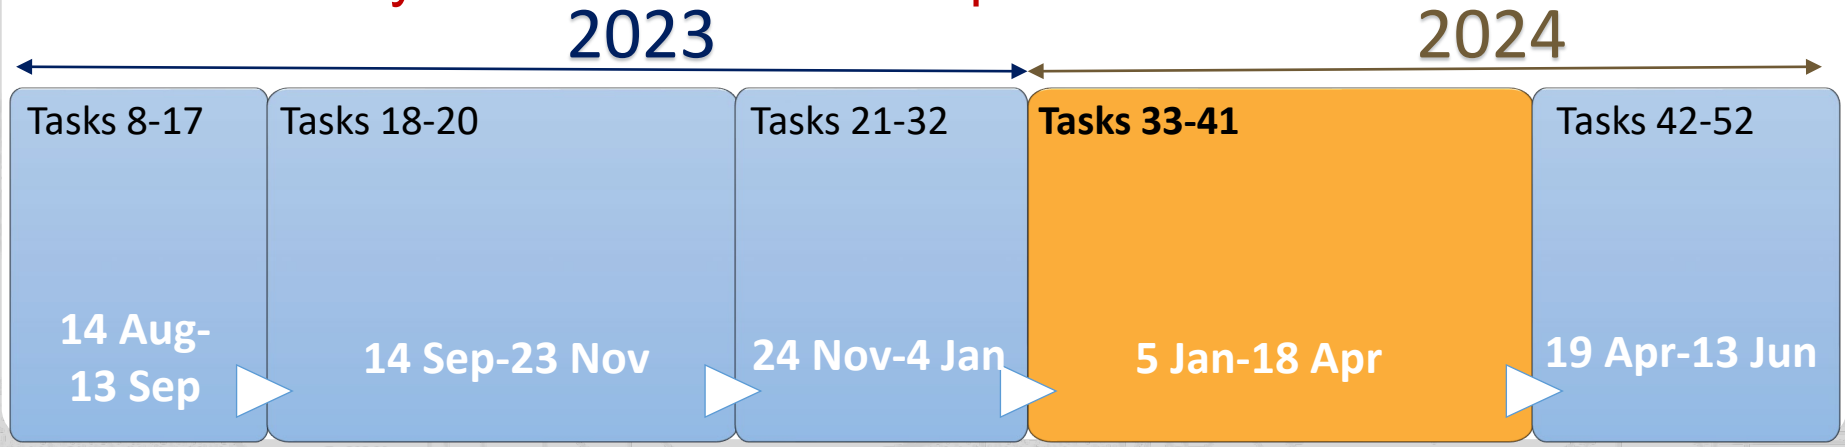 2023
2024
Tasks 8-17
Tasks 18-20
Tasks 21-32
Tasks 33-41
Tasks 42-52
14 Aug-
13 Sep
14 Sep-23 Nov
24 Nov-4 Jan
5 Jan-18 Apr
19 Apr-13 Jun